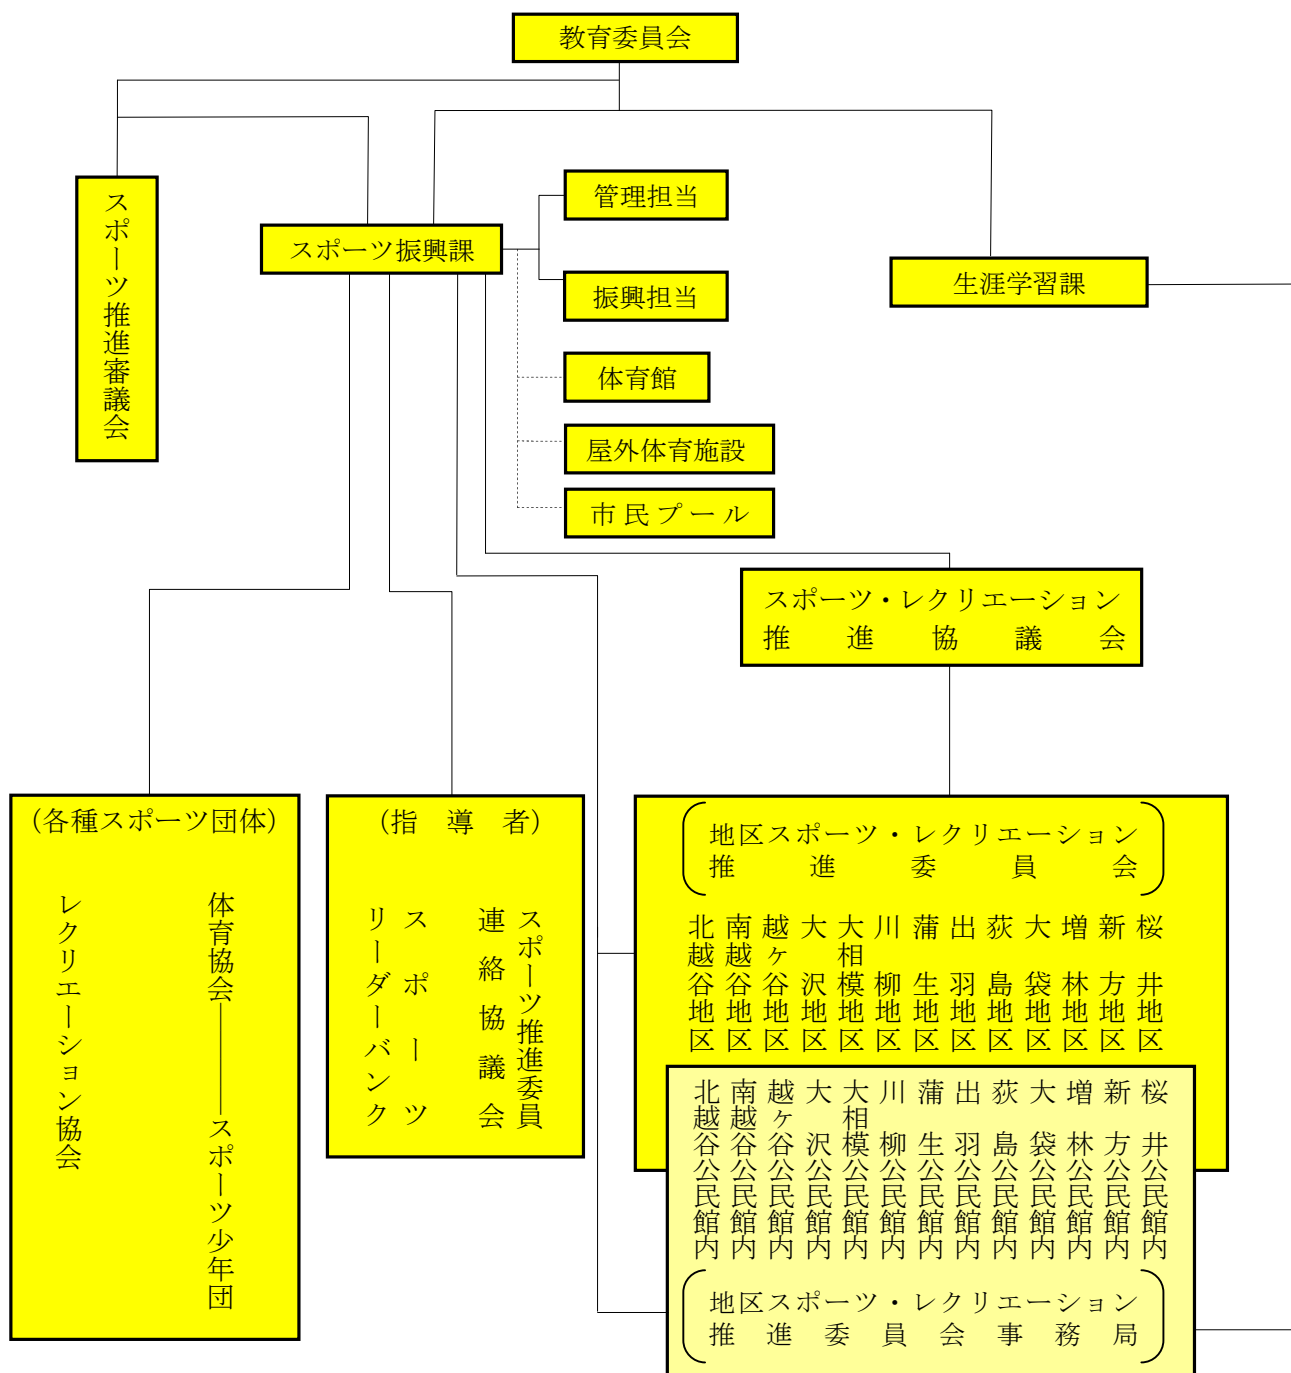 教育委員会
スポーツ推進審議会
スポーツ振興課
管理担当
振興担当
体育館
屋外体育施設
市民プール
生涯学習課
スポーツ・レクリエーション
推進協議会
(各種スポーツ団体)
体育協会―――スポーツ少年団
レクリエーション協会
(指導者)
スポーツ推進委員
連絡協議会
スポーツ
リーダーバンク
地区スポーツ・レクリエーション
推進委員会
桜井地区
新方地区
増林地区
大袋地区
荻島地区
出羽地区
蒲生地区
川柳地区
大相模地区
大沢地区
越ヶ谷地区
南越谷地区
北越谷地区
桜井公民館内
新方公民館内
増林公民館内
大袋公民館内
荻島公民館内
出羽公民館内
蒲生公民館内
川柳公民館内
大相模公民館内
大沢公民館内
越ヶ谷公民館内
南越谷公民館内
北越谷公民館内
地区スポーツ・レクリエーション
推進委員会事務局